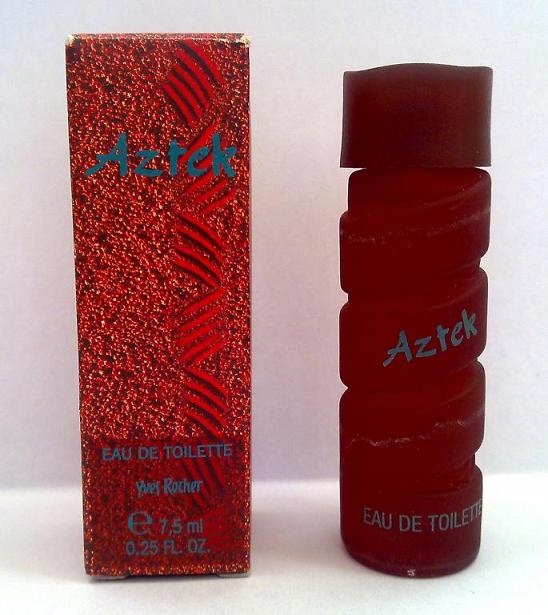 Aztek
EAU DE TOILETTE
Yves Rocher
℮ 7,5 ml
0.25 FL. OZ.
Aztek
EAU DE TOILETTE